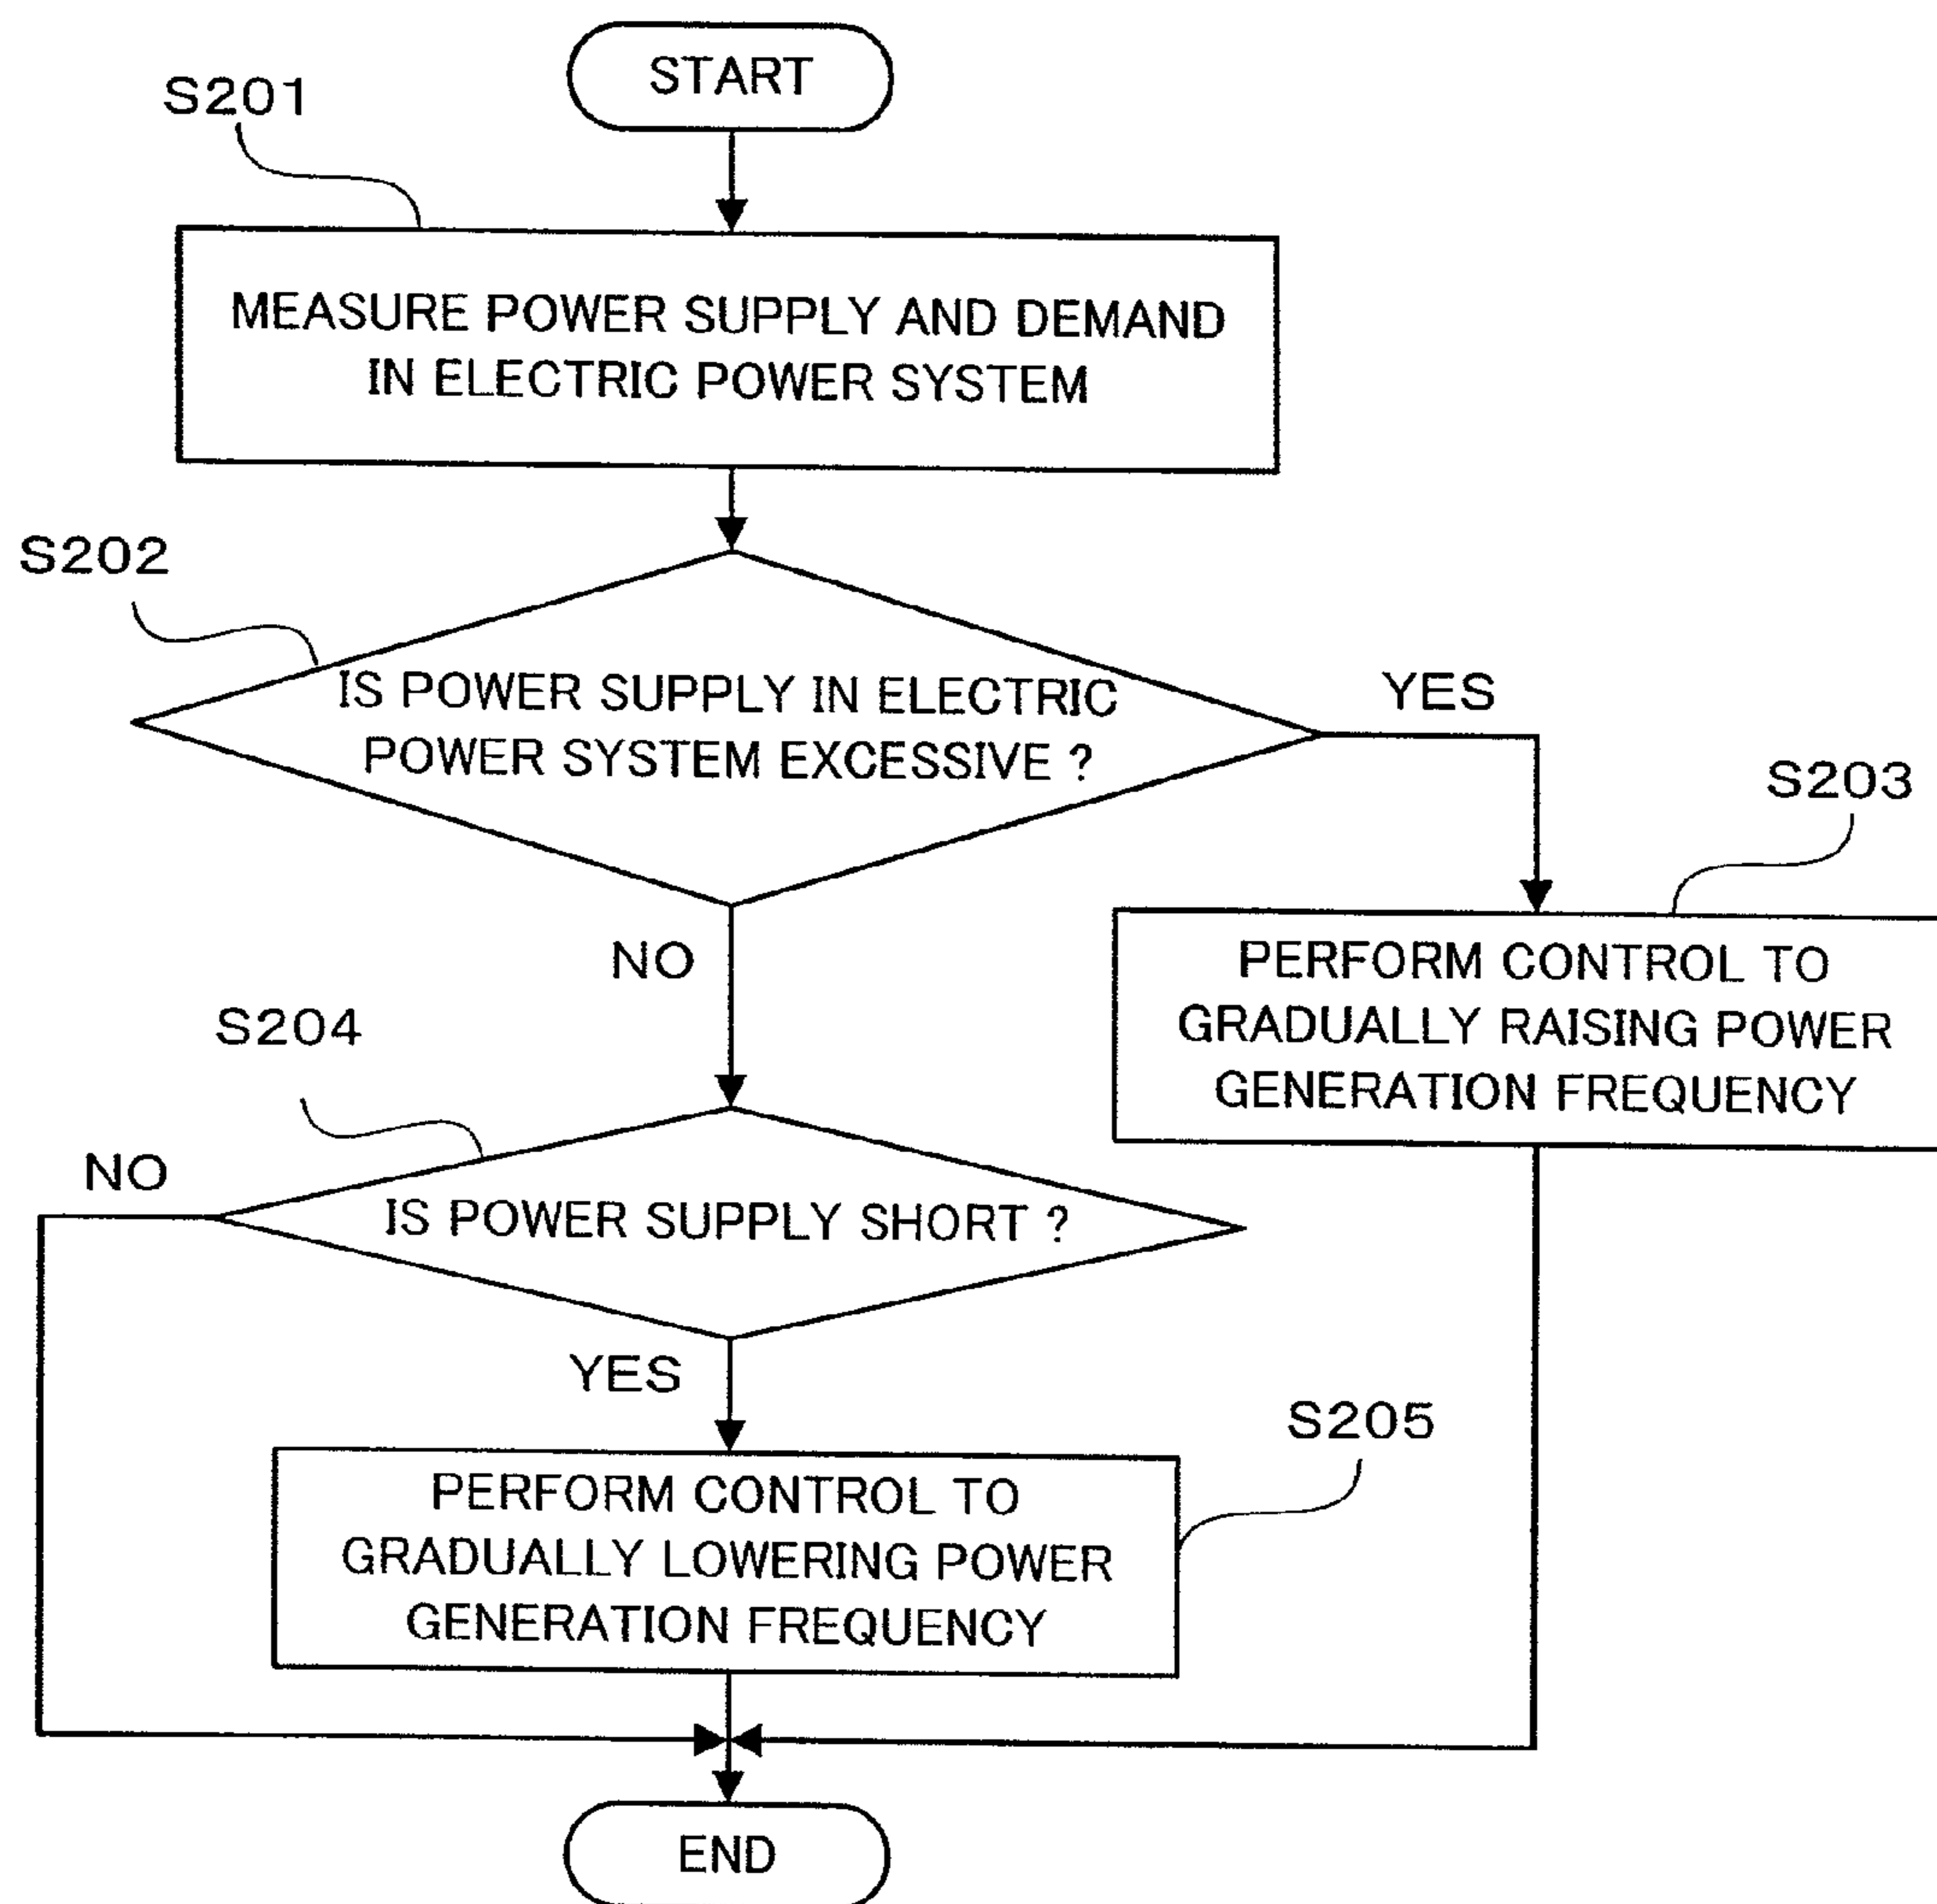 START
S201
MEASURE POWER SUPPLY AND DEMAND
IN ELECTRIC POWER SYSTEM
S202
IS POWER SUPPLY IN ELECTRIC
POWER SYSTEM EXCESSIVE ?
YES
S203
PERFORM CONTROL TO
GRADUALLY RAISING POWER
GENERATION FREQUENCY
NO
S204
NO
IS POWER SUPPLY SHORT ?
YES
S205
PERFORM CONTROL TO
GRADUALLY LOWERING POWER
GENERATION FREQUENCY
END